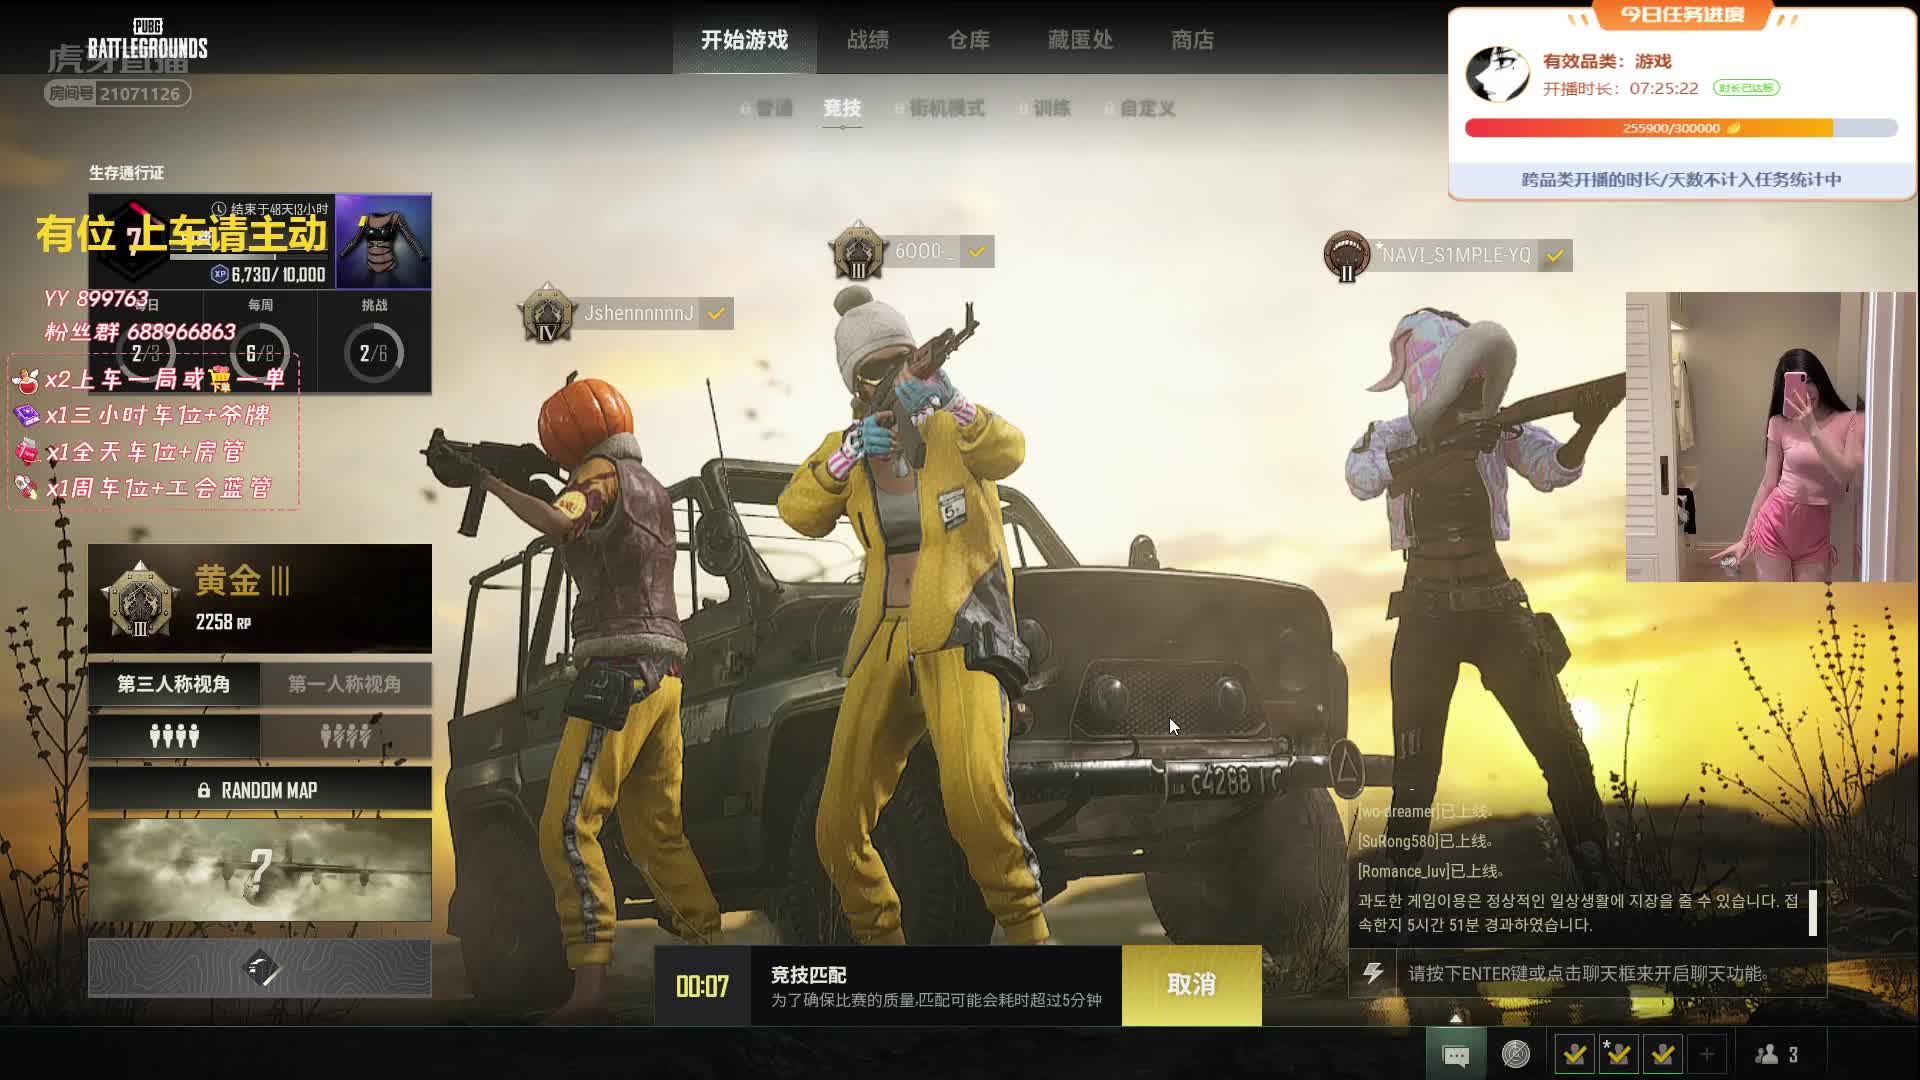 PUBG
BATTLEGROUNDS
虎牙直播
房间号 21071126
开始游戏
战绩
仓库
藏匿处
商店
普通
竞技
街机模式
训练
自定义
今日任务进度
有效品类：游戏
开播时长：07:25:22
时长已达标
255900/300000
跨品类开播的时长/天数不计入任务统计中
生存通行证
结束于48天13小时
有位 上车请主动
7
XP 6,730/10,000
YY 899763
粉丝群 688966863
每日
每周
挑战
2/3
6/8
2/6
x2上车一局或下单一单
x1三小时车位+爷牌
x1全天车位+房管
x1周车位+工会蓝管
JshennnnnnJ
IV
6000-_
III
*NAVI_S1MPLE-YQ
II
黄金 III
III
2258 RP
第三人称视角
第一人称视角
RANDOM MAP
?
c4288
[wo-dreamer]已上线。
[SuRong580]已上线。
[Romance_luv]已上线。
과도한 게임이용은 정상적인 일상생활에 지장을 줄 수 있습니다. 접
속한지 5시간 51분 경과하였습니다.
请按下ENTER键或点击聊天框来开启聊天功能。
00:07
竞技匹配
为了确保比赛的质量,匹配可能会耗时超过5分钟
取消
3